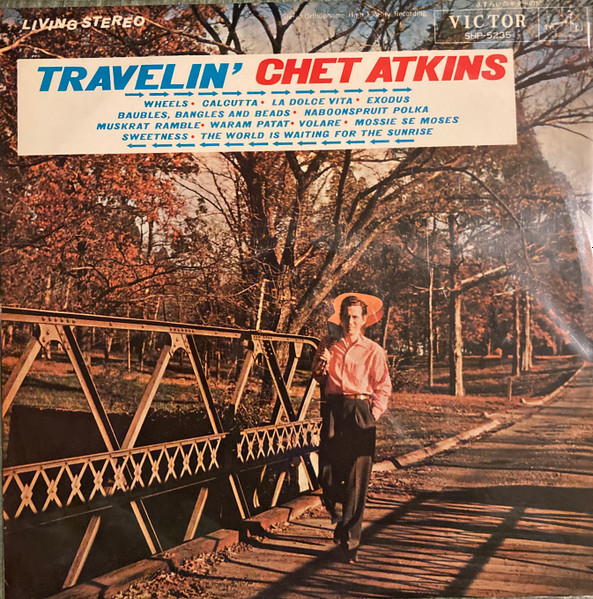 LIVING STEREO
VICTOR
SHP-5235
TRAVELIN' CHET ATKINS
WHEELS • CALCUTTA • LA DOLCE VITA • EXODUS
BAUBLES, BANGLES AND BEADS • NABOONSPRUIT POLKA
MUSKRAT RAMBLE • WARAM PATAT • VOLARE • MOSSIE SE MOSES
SWEETNESS • THE WORLD IS WAITING FOR THE SUNRISE